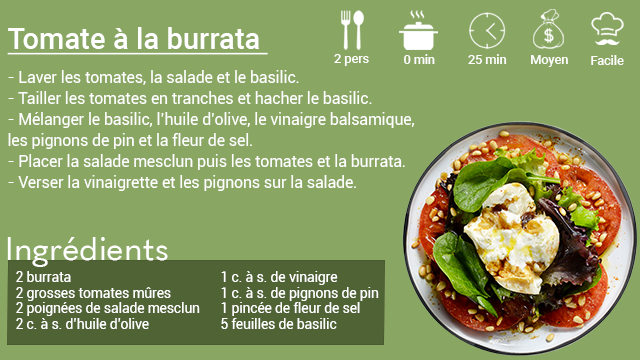 Tomate à la burrata
2 pers
0 min
25 min
Moyen
Facile
- Laver les tomates, la salade et le basilic.
- Tailler les tomates en tranches et hacher le basilic.
- Mélanger le basilic, l'huile d'olive, le vinaigre balsamique,
les pignons de pin et la fleur de sel.
- Placer la salade mesclun puis les tomates et la burrata.
- Verser la vinaigrette et les pignons sur la salade.
Ingrédients
2 burrata
2 grosses tomates mûres
2 poignées de salade mesclun
2 c. à s. d'huile d'olive
1 c. à s. de vinaigre
1 c. à s. de pignons de pin
1 pincée de fleur de sel
5 feuilles de basilic